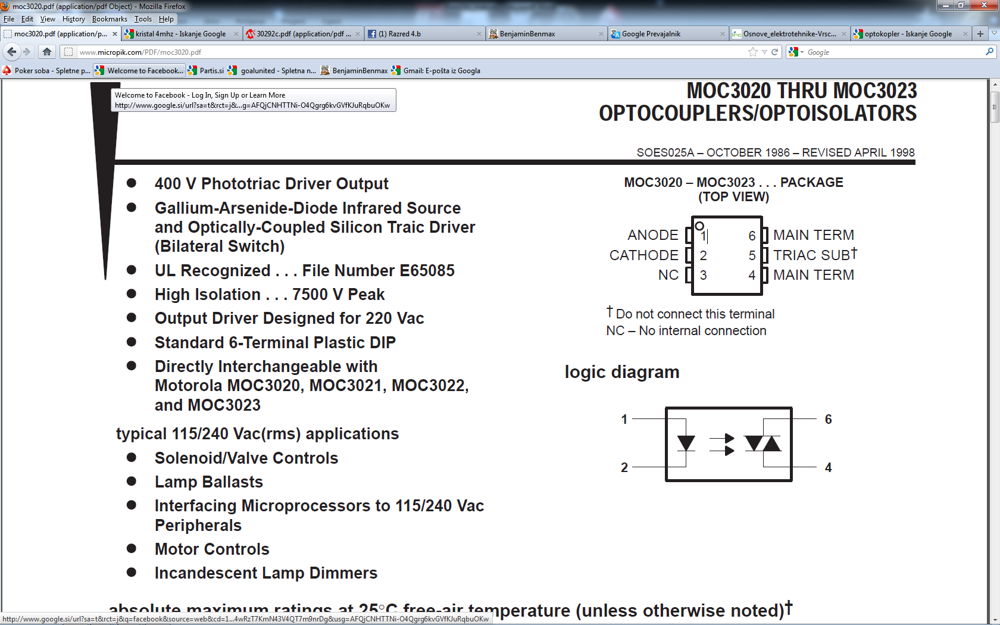 moc3020.pdf (application/pdf Object) - Mozilla Firefox
File Edit View History Bookmarks Tools Help
moc3020.pdf (application/p... kristal 4mhz - Iskanje Google 30292c.pdf (application/pdf ... (1) Razred 4.b BenjaminBenmax Google Prevajalnik Osnove_elektrotehnike-Vrsc... optokopler - Iskanje Google
www.micropik.com/PDF/moc3020.pdf Google
Poker soba - Spletne p... Welcome to Facebook... Partis.si goalunited - Spletna n... BenjaminBenmax Gmail: E-pošta iz Googla
Welcome to Facebook - Log In, Sign Up or Learn More
http://www.google.si/url?sa=t&rct=j&...g=AFQjCNHTTNi-O4Qgrg6kvGVfKJuRqbuOKw
MOC3020 THRU MOC3023
OPTOCOUPLERS/OPTOISOLATORS
SOES025A – OCTOBER 1986 – REVISED APRIL 1998
● 400 V Phototriac Driver Output
● Gallium-Arsenide-Diode Infrared Source
and Optically-Coupled Silicon Traic Driver
(Bilateral Switch)
● UL Recognized . . . File Number E65085
● High Isolation . . . 7500 V Peak
● Output Driver Designed for 220 Vac
● Standard 6-Terminal Plastic DIP
● Directly Interchangeable with
Motorola MOC3020, MOC3021, MOC3022,
and MOC3023
typical 115/240 Vac(rms) applications
● Solenoid/Valve Controls
● Lamp Ballasts
● Interfacing Microprocessors to 115/240 Vac
Peripherals
● Motor Controls
● Incandescent Lamp Dimmers
MOC3020 – MOC3023 . . . PACKAGE
(TOP VIEW)
ANODE 1 6 MAIN TERM
CATHODE 2 5 TRIAC SUB†
NC 3 4 MAIN TERM
† Do not connect this terminal
NC – No internal connection
logic diagram
1 6
2 4
absolute maximum ratings at 25°C free-air temperature (unless otherwise noted)†
http://www.google.si/url?sa=t&rct=j&q=facebook&source=web&cd=1...4wRzT7KmN43V4QT7m9nrDg&usg=AFQjCNHTTNi-O4Qgrg6kvGVfKJuRqbuOKw